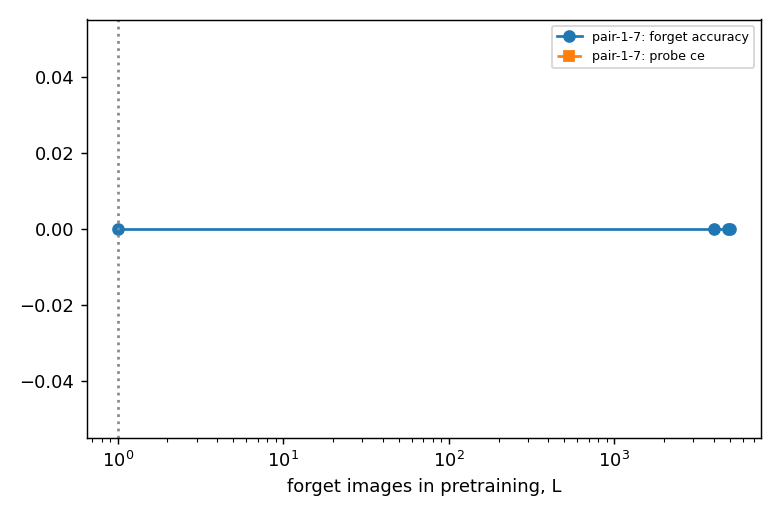 pair-1-7: forget accuracy
pair-1-7: probe ce
0.04
0.02
0.00
−0.02
−0.04
10⁰ 10¹ 10² 10³
forget images in pretraining, L